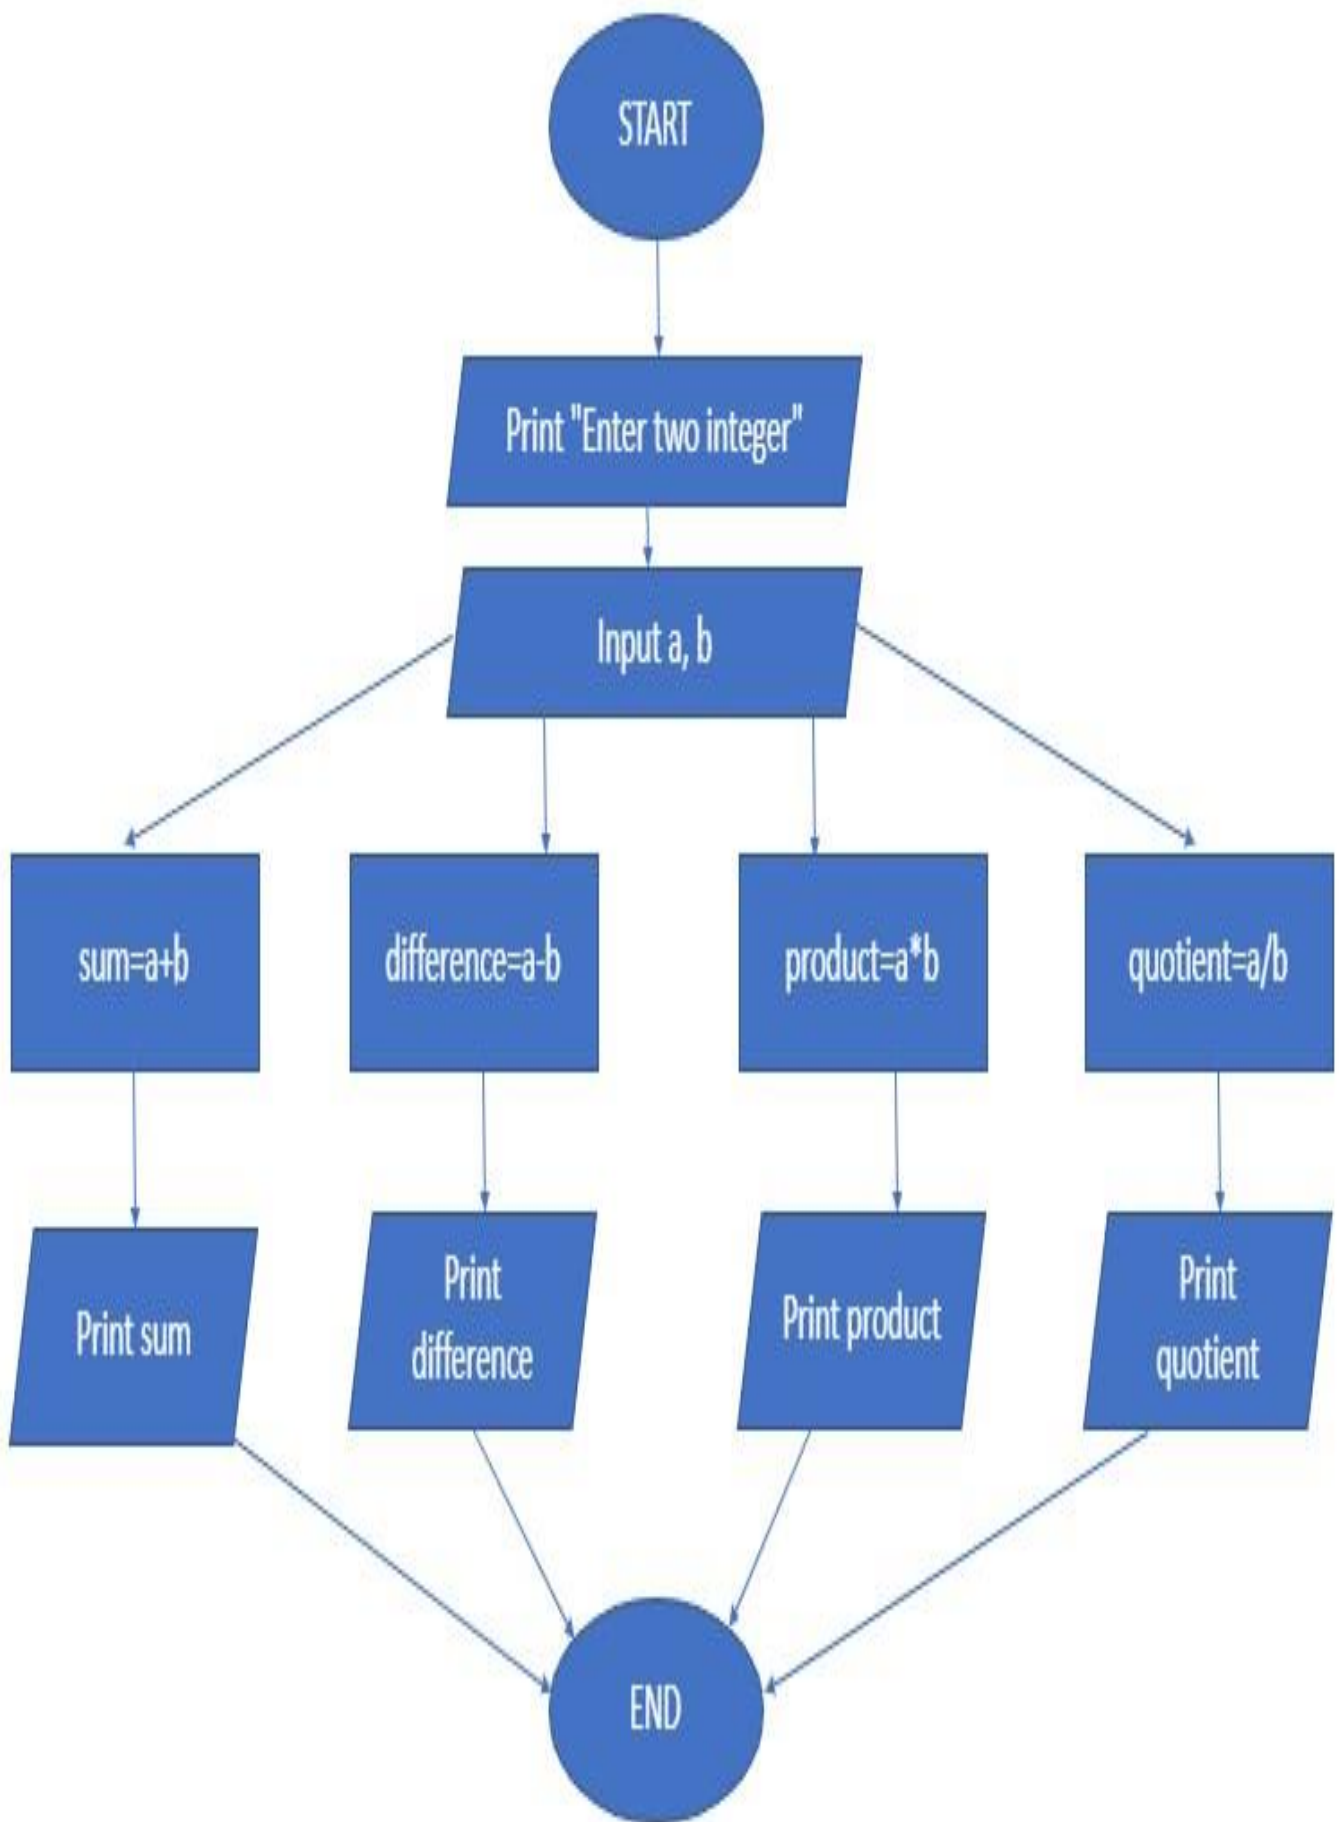 START
Print "Enter two integer"
Input a, b
sum=a+b
difference=a-b
product=a*b
quotient=a/b
Print sum
Print
difference
Print product
Print
quotient
END